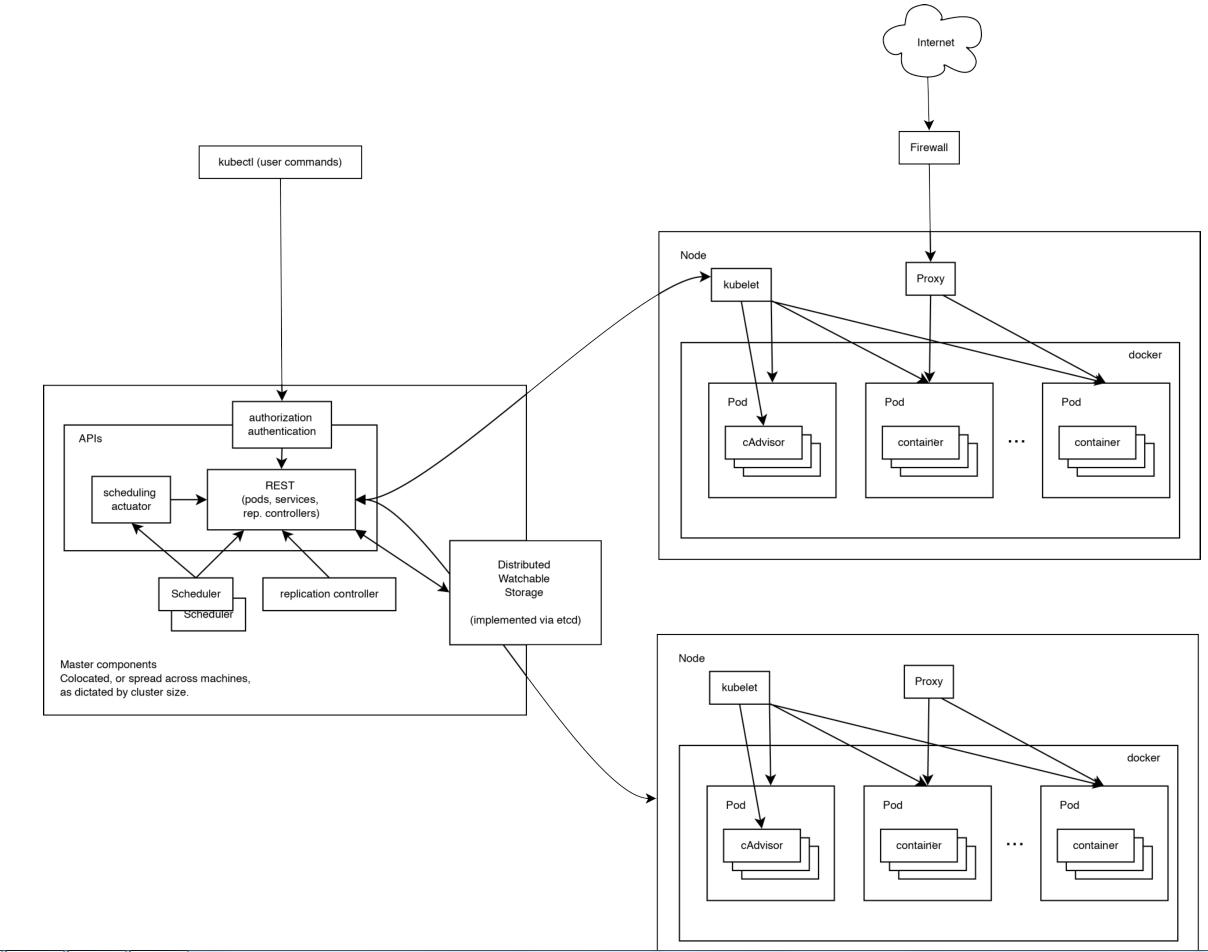 Internet
Firewall
kubectl (user commands)
Node
kubelet
Proxy
docker
Pod
cAdvisor
Pod
container
...
Pod
container
authorization
authentication
APIs
REST
(pods, services,
rep. controllers)
scheduling
actuator
Scheduler
Scheduler
replication controller
Distributed
Watchable
Storage
(implemented via etcd)
Master components
Colocated, or spread across machines,
as dictated by cluster size.
Node
kubelet
Proxy
docker
Pod
cAdvisor
Pod
container
...
Pod
container